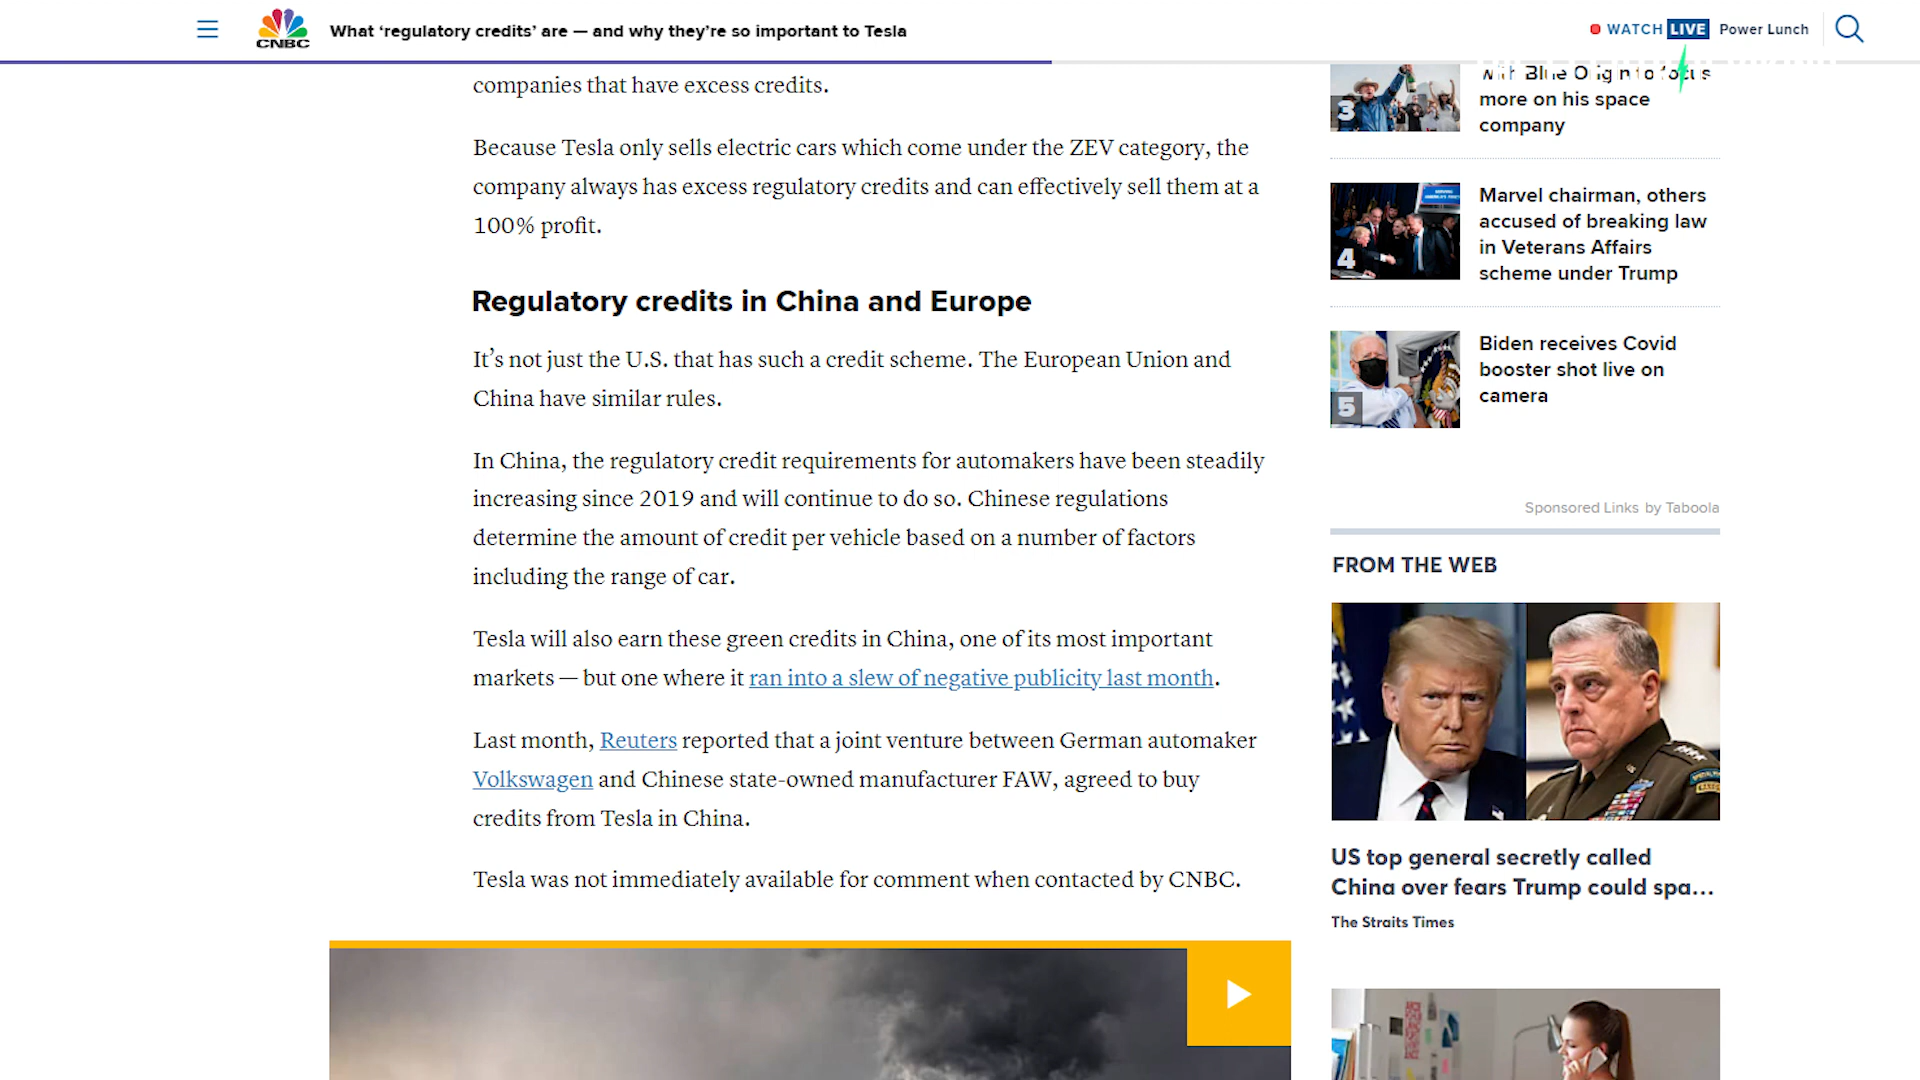 CNBC
What ‘regulatory credits’ are — and why they’re so important to Tesla
WATCH LIVE Power Lunch
companies that have excess credits.
Because Tesla only sells electric cars which come under the ZEV category, the
company always has excess regulatory credits and can effectively sell them at a
100% profit.
Regulatory credits in China and Europe
It’s not just the U.S. that has such a credit scheme. The European Union and
China have similar rules.
In China, the regulatory credit requirements for automakers have been steadily
increasing since 2019 and will continue to do so. Chinese regulations
determine the amount of credit per vehicle based on a number of factors
including the range of car.
Tesla will also earn these green credits in China, one of its most important
markets — but one where it ran into a slew of negative publicity last month.
Last month, Reuters reported that a joint venture between German automaker
Volkswagen and Chinese state-owned manufacturer FAW, agreed to buy
credits from Tesla in China.
Tesla was not immediately available for comment when contacted by CNBC.
3
with Blue Origin to focus
more on his space
company
4
Marvel chairman, others
accused of breaking law
in Veterans Affairs
scheme under Trump
5
Biden receives Covid
booster shot live on
camera
Sponsored Links by Taboola
FROM THE WEB
US top general secretly called
China over fears Trump could spa...
The Straits Times